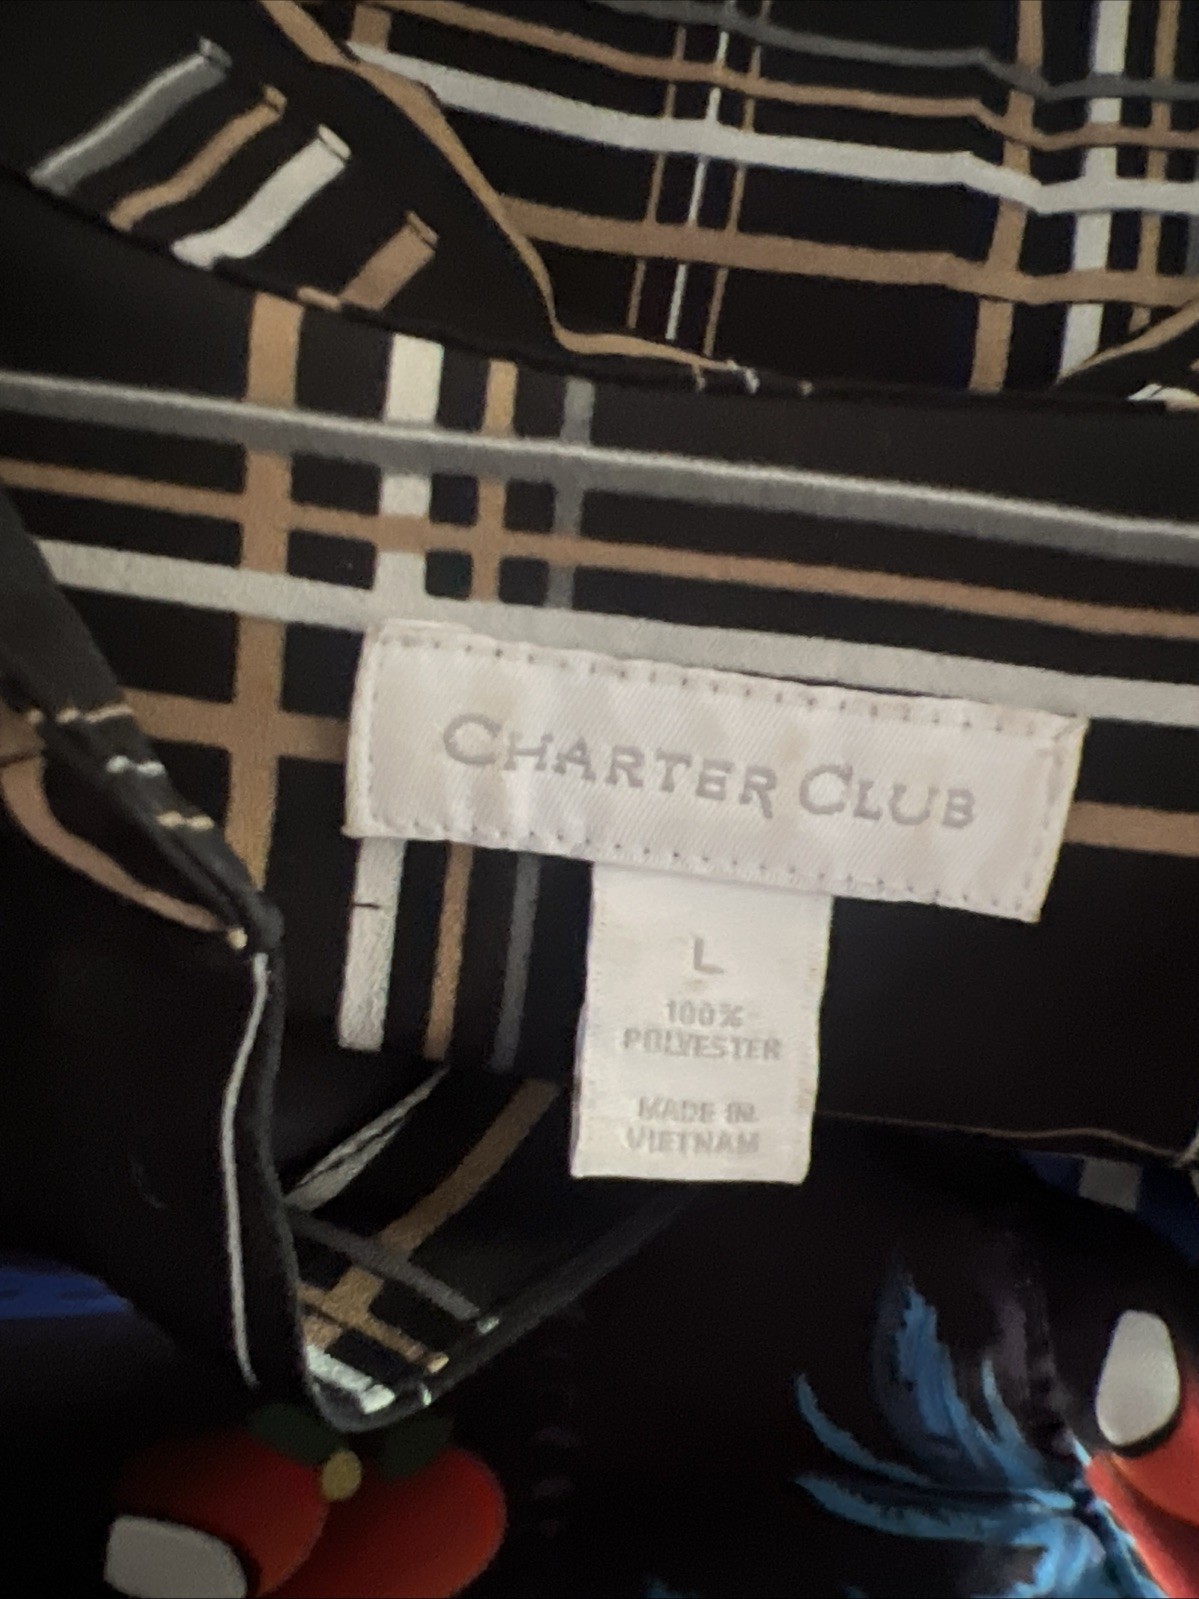 CHARTER CLUB
L
100%
POLYESTER
MADE IN
VIETNAM